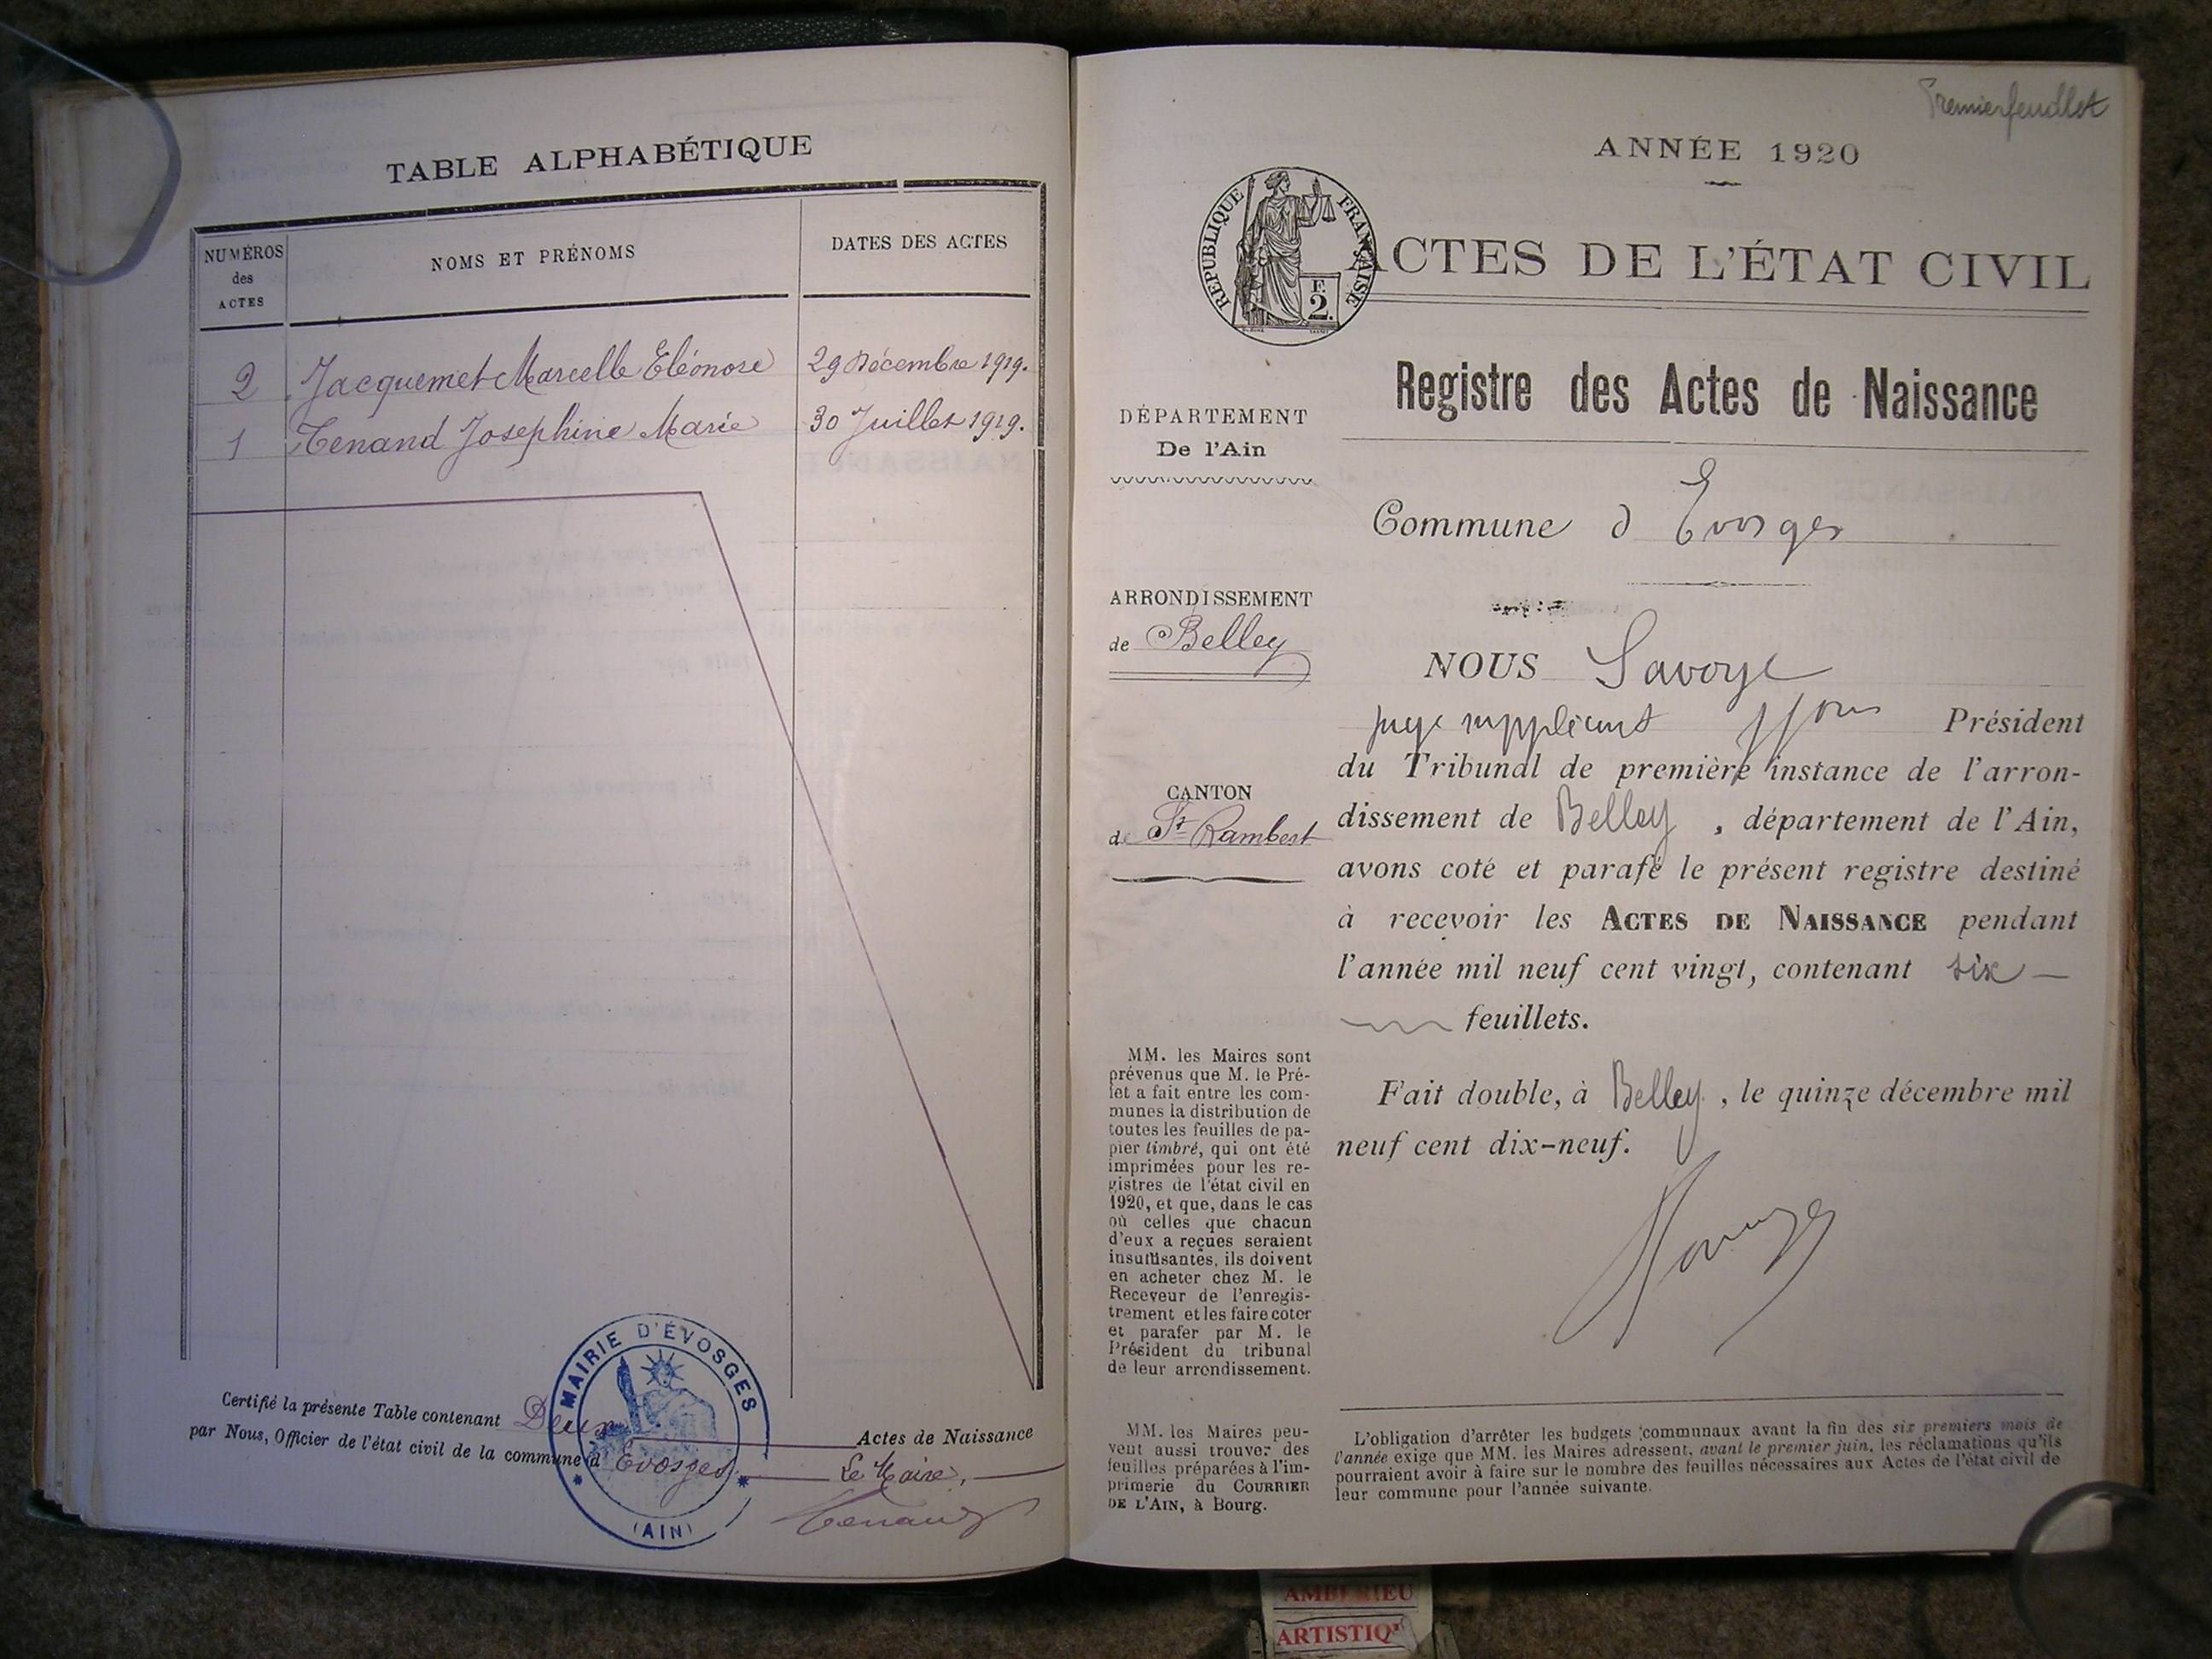 TABLE ALPHABÉTIQUE
NUMÉROS
des
ACTES
NOMS ET PRÉNOMS
DATES DES ACTES
2 Jacquemet Marcelle Eléonore 29 Décembre 1919.
1 Tenand Josephine Marie 30 Juillet 1919.
Certifié la présente Table contenant Deux Actes de Naissance
par Nous, Officier de l'état civil de la commune d'Evosges
Le Maire,
Tenand
MAIRIE D'ÉVOSGES
(AIN)
Premier feuillet
ANNÉE 1920
RÉPUBLIQUE FRANÇAISE
F.
2.
ACTES DE L'ÉTAT CIVIL
Registre des Actes de Naissance
DÉPARTEMENT
De l'Ain
Commune d Evosges
ARRONDISSEMENT
de Belley
CANTON
de St Rambert
NOUS Savoye
juge suppléant Président
du Tribunal de première instance de l'arron-
dissement de Belley, département de l'Ain,
avons coté et parafé le présent registre destiné
à recevoir les ACTES DE NAISSANCE pendant
l'année mil neuf cent vingt, contenant six
feuillets.
Fait double, à Belley, le quinze décembre mil
neuf cent dix-neuf.
MM. les Maires sont
prévenus que M. le Pré-
fet a fait entre les com-
munes la distribution de
toutes les feuilles de pa-
pier timbré, qui ont été
imprimées pour les re-
gistres de l'état civil en
1920, et que, dans le cas
où celles que chacun
d'eux a reçues seraient
insuffisantes, ils doivent
en acheter chez M. le
Receveur de l'enregis-
trement et les faire coter
et parafer par M. le
Président du tribunal
de leur arrondissement.
MM. les Maires peu-
vent aussi trouver des
feuilles préparées à l'im-
primerie du COURRIER
DE L'AIN, à Bourg.
L'obligation d'arrêter les budgets communaux avant la fin des six premiers mois de
l'année exige que MM. les Maires adressent, avant le premier juin, les réclamations qu'ils
pourraient avoir à faire sur le nombre des feuilles nécessaires aux Actes de l'état civil de
leur commune pour l'année suivante.
AMBERIEU
ARTISTIQ